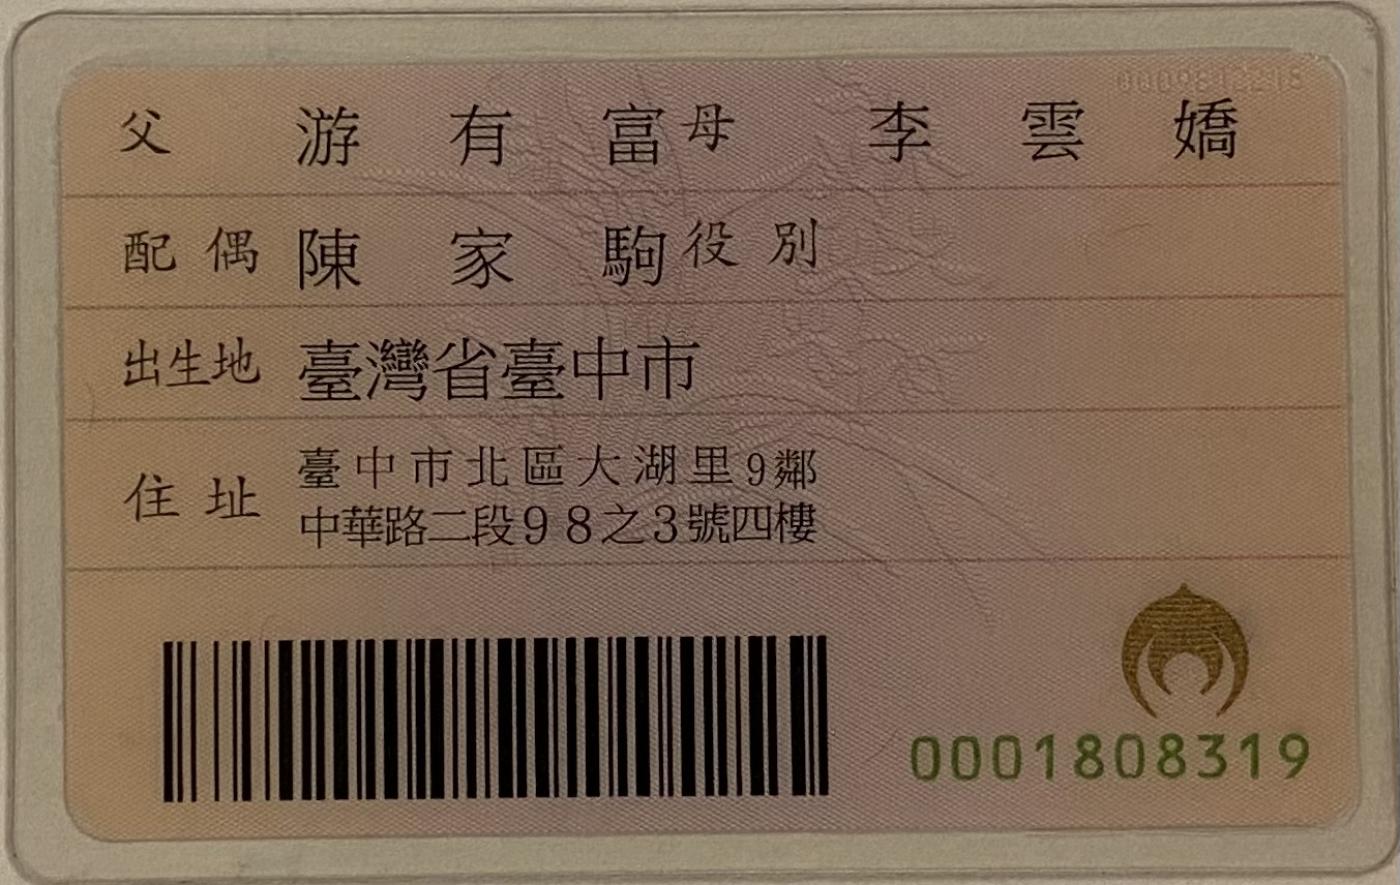 父 游有富 母 李雲嬌
配偶 陳家駒 役別
出生地 臺灣省臺中市
住址 臺中市北區大湖里9鄰
中華路二段98之3號四樓
0001808319